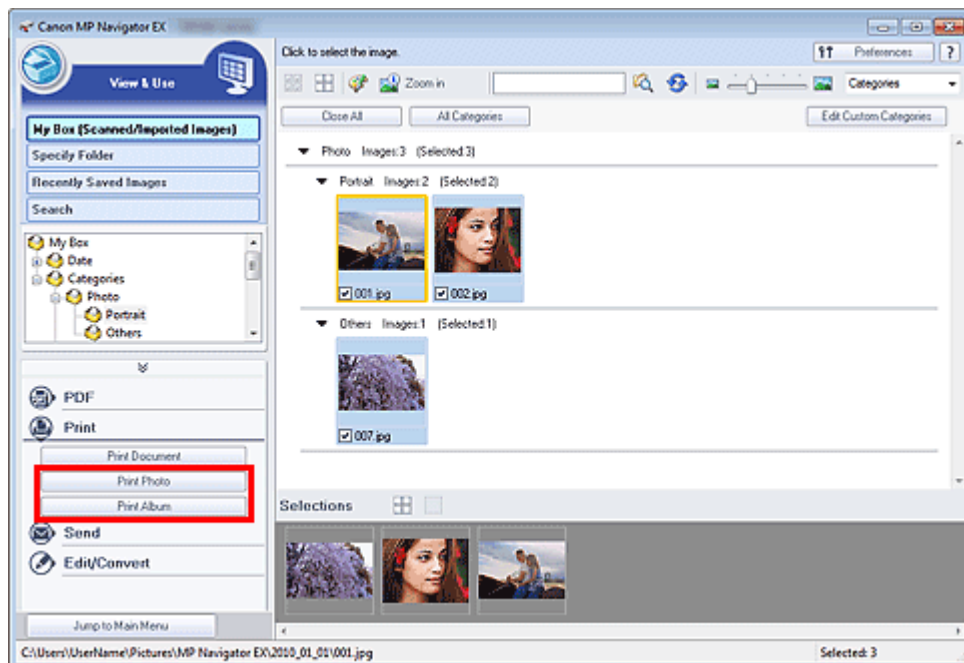 Canon MP Navigator EX
View & Use
My Box (Scanned/Imported Images)
Specify Folder
Recently Saved Images
Search
My Box
Date
Categories
Photo
Portrait
Others
PDF
Print
Print Document
Print Photo
Print Album
Send
Edit/Convert
Jump to Main Menu
Click to select the image.
Preferences
?
Zoom in
Categories
Close All
All Categories
Edit Custom Categories
Photo Images:3 (Selected:3)
Portrait Images:2 (Selected:2)
001.jpg
002.jpg
Others Images:1 (Selected:1)
007.jpg
Selections
C:\Users\UserName\Pictures\MP Navigator EX\2010_01_01\001.jpg
Selected: 3